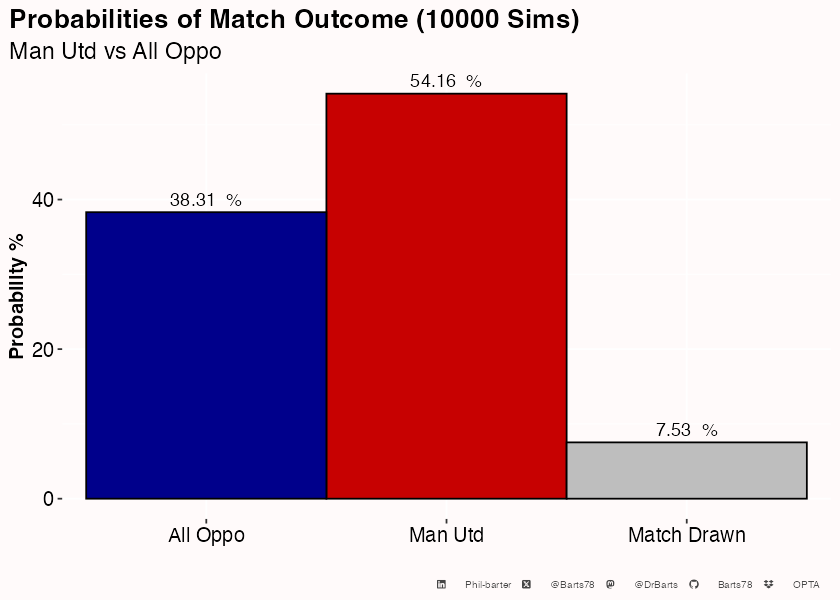 Probabilities of Match Outcome (10000 Sims)
Man Utd vs All Oppo
54.16 %
38.31 %
40
Probability %
20
7.53 %
0
All Oppo Man Utd Match Drawn
Phil-barter @Barts78 @DrBarts Barts78 OPTA